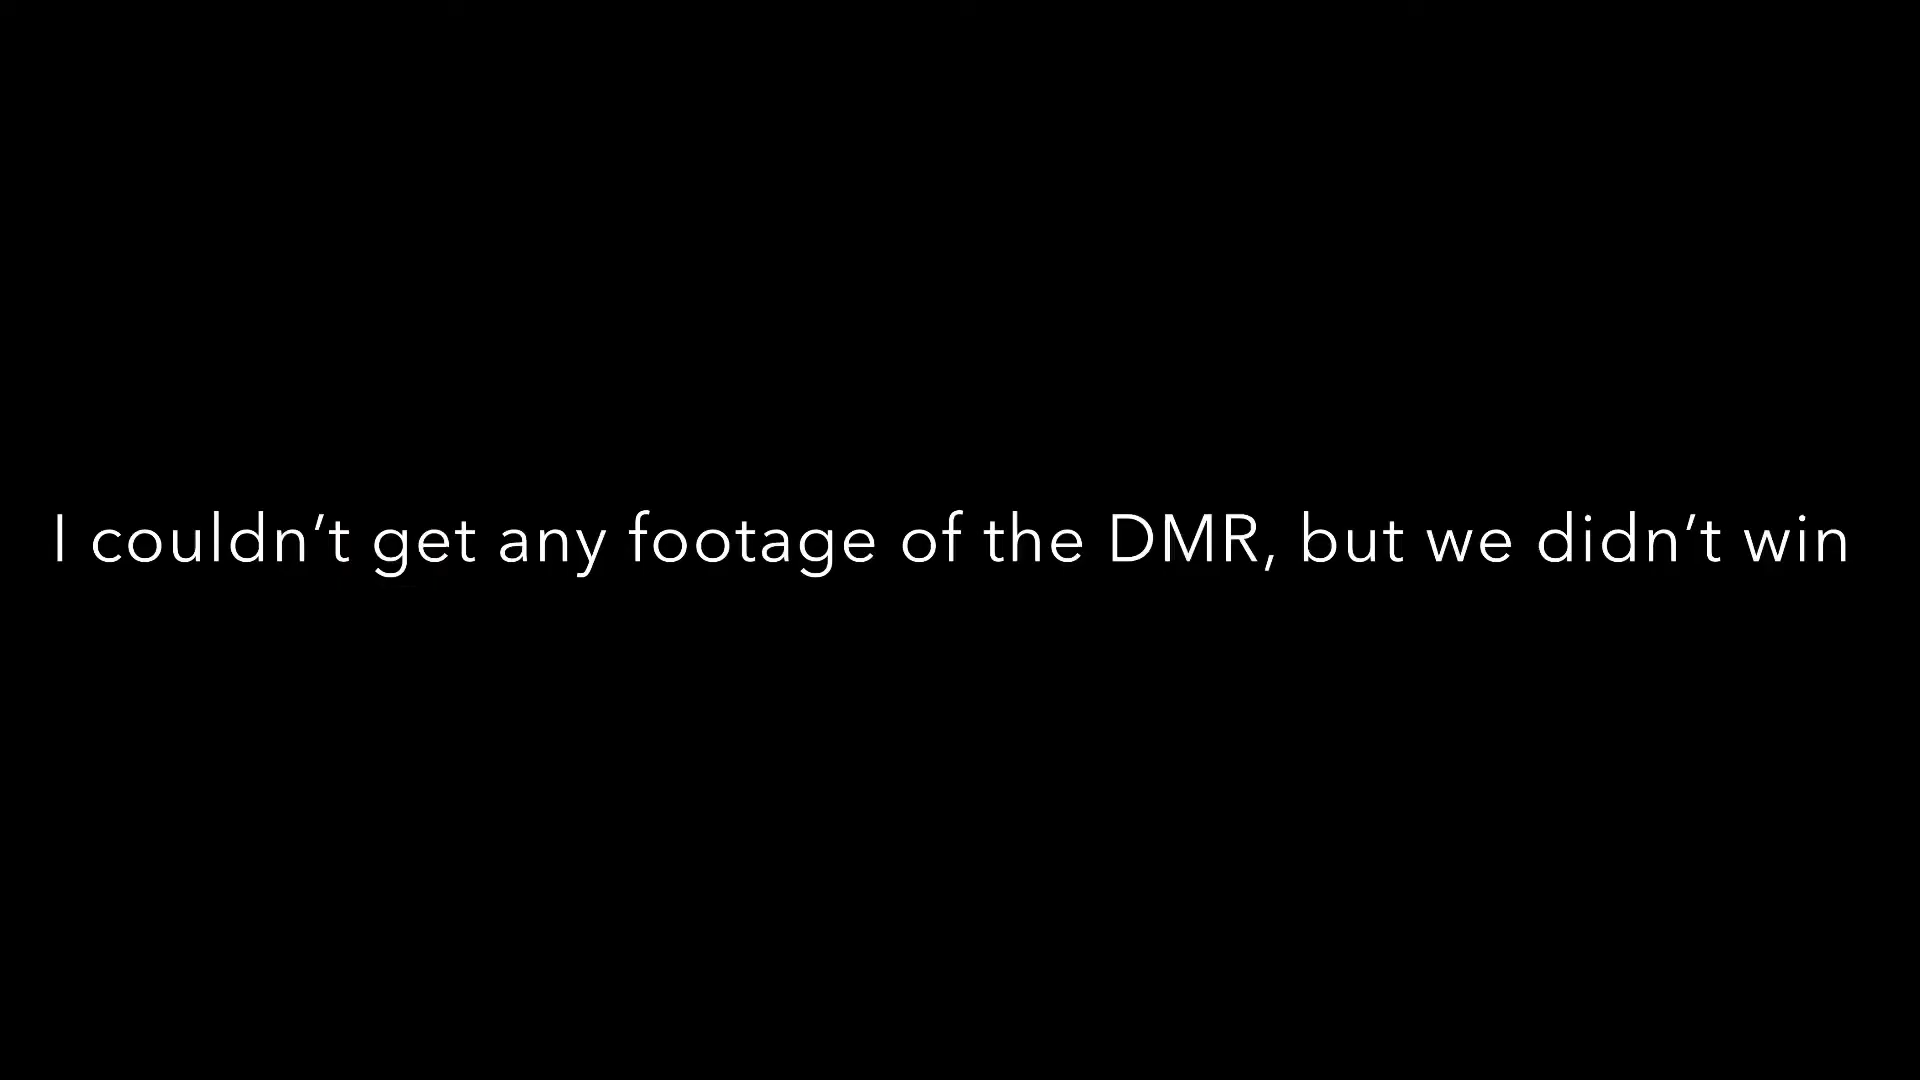 I couldn’t get any footage of the DMR, but we didn’t win